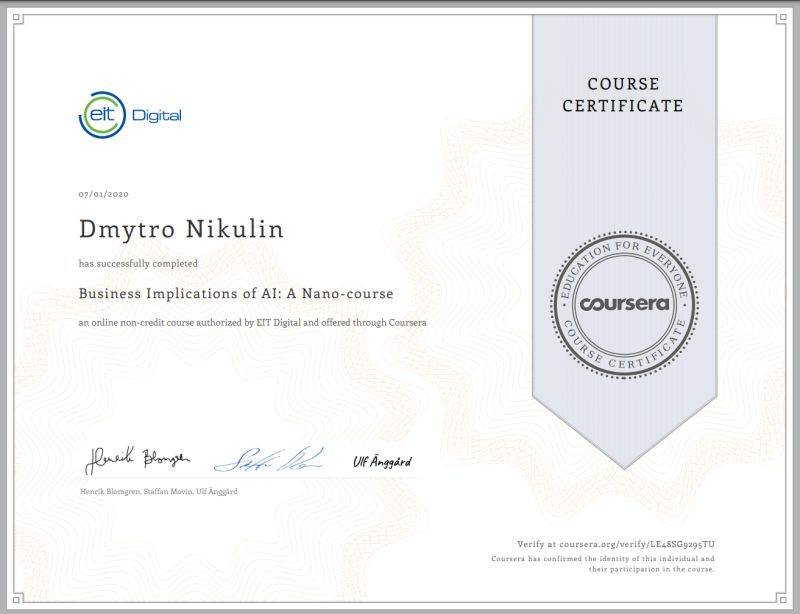 COURSE
CERTIFICATE
eit Digital
07/01/2020
Dmytro Nikulin
has successfully completed
Business Implications of AI: A Nano-course
an online non-credit course authorized by EIT Digital and offered through Coursera
EDUCATION FOR EVERYONE
coursera
COURSE CERTIFICATE
Henrik Blomgren
Ulf Änggård
Henrik Blomgren, Staffan Movin, Ulf Änggård
Verify at coursera.org/verify/LE48SG9295TU
Coursera has confirmed the identity of this individual and
their participation in the course.